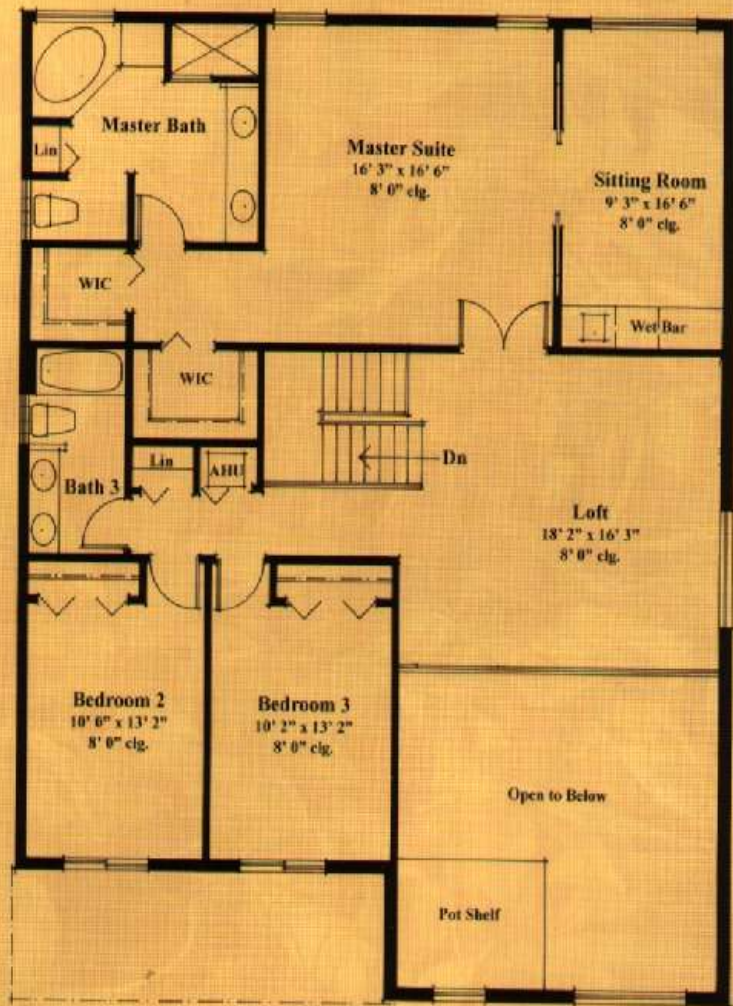 Master Bath
Lin
Master Suite
16' 3" x 16' 6"
8' 0" clg.
Sitting Room
9' 3" x 16' 6"
8' 0" clg.
WIC
Wet Bar
WIC
Lin
AHU
Dn
Bath 3
Loft
18' 2" x 16' 3"
8' 0" clg.
Bedroom 2
10' 0" x 13' 2"
8' 0" clg.
Bedroom 3
10' 2" x 13' 2"
8' 0" clg.
Open to Below
Pot Shelf